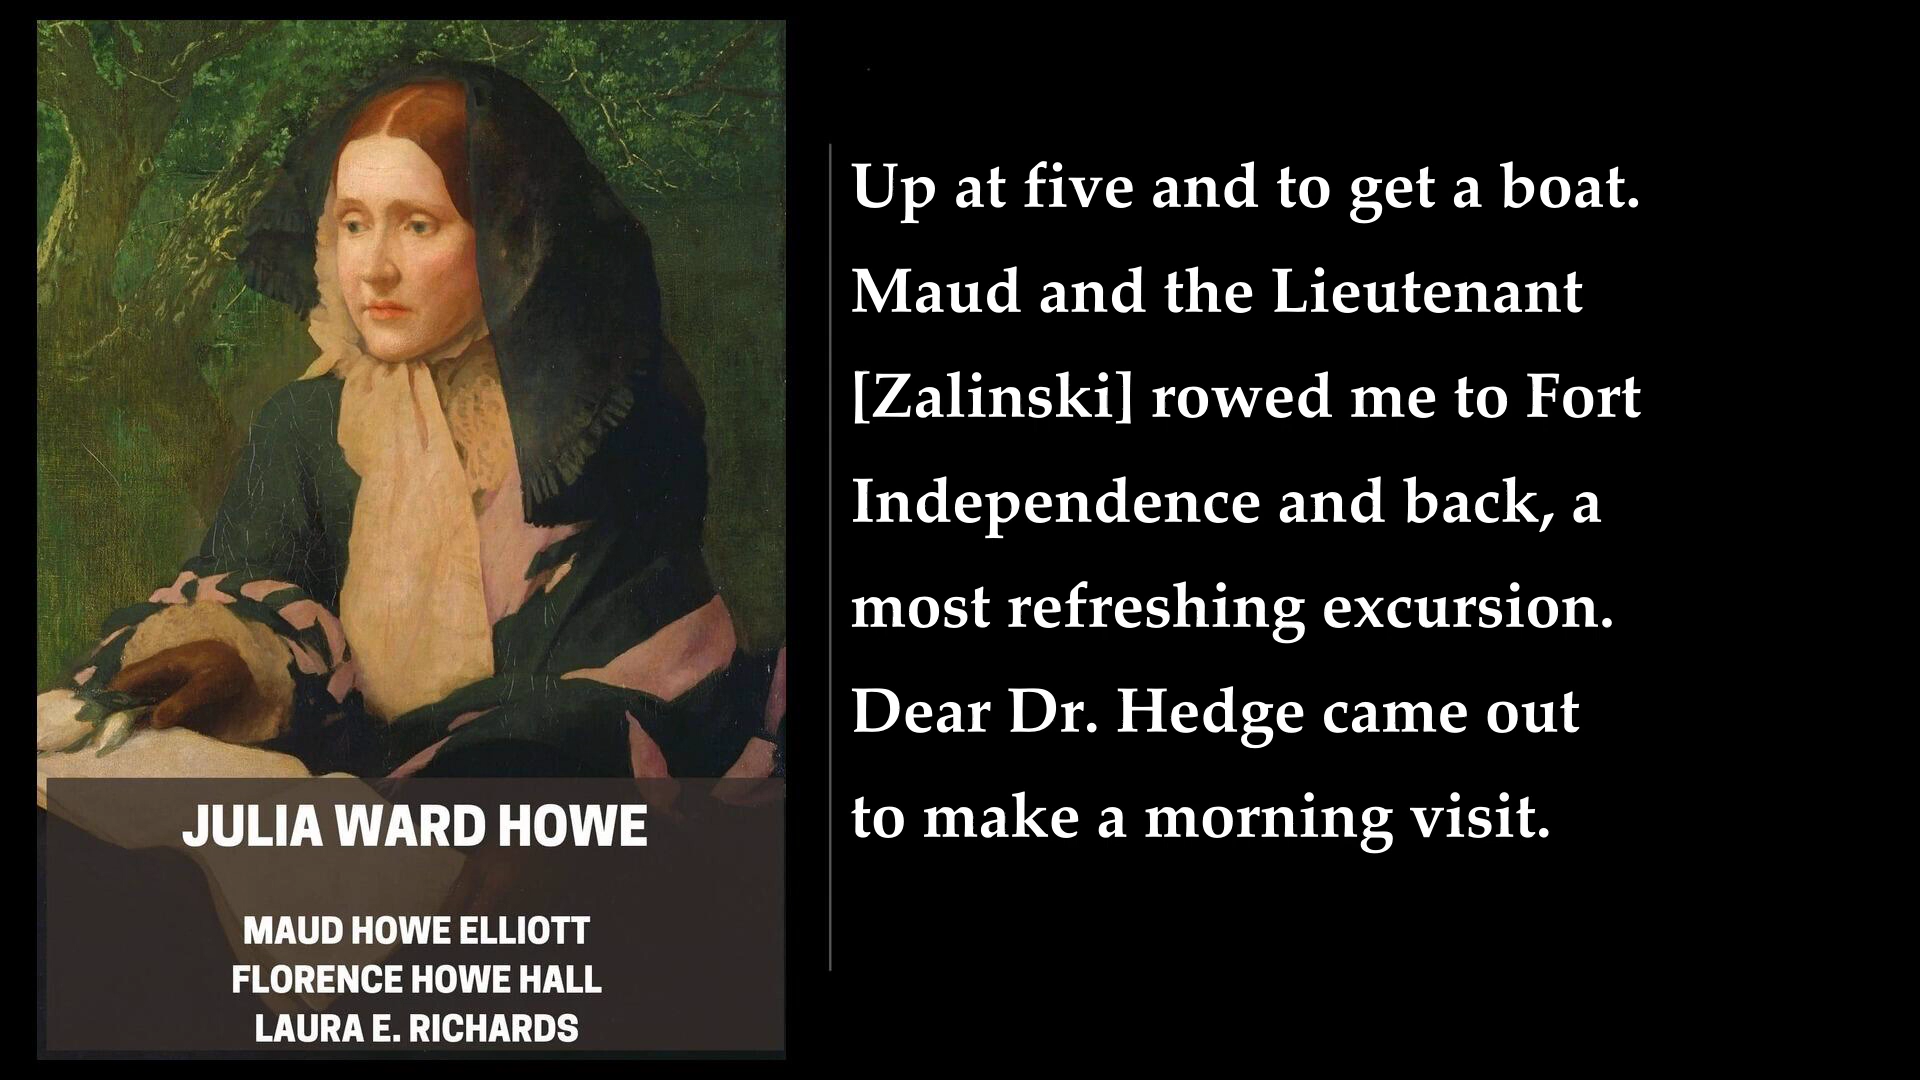 JULIA WARD HOWE
MAUD HOWE ELLIOTT
FLORENCE HOWE HALL
LAURA E. RICHARDS
Up at five and to get a boat.
Maud and the Lieutenant
[Zalinski] rowed me to Fort
Independence and back, a
most refreshing excursion.
Dear Dr. Hedge came out
to make a morning visit.